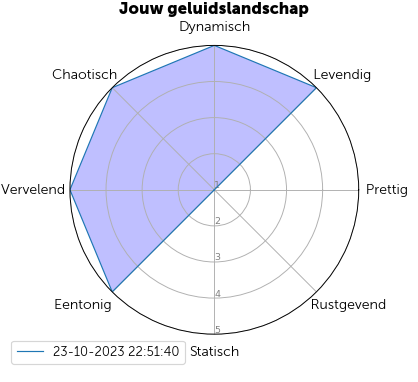 Jouw geluidslandschap
Dynamisch
Chaotisch
Levendig
Vervelend
Prettig
1
2
3
4
5
Eentonig
Rustgevend
Statisch
23-10-2023 22:51:40